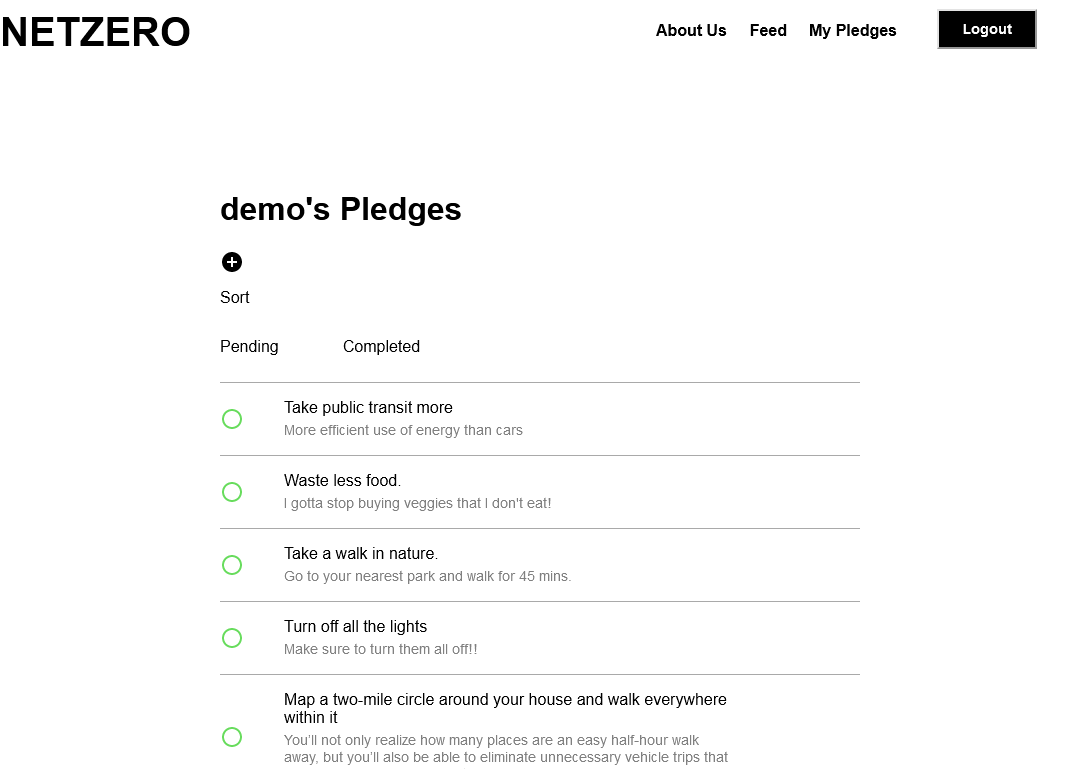 NETZERO
About Us
Feed
My Pledges
Logout
demo's Pledges
Sort
Pending
Completed
Take public transit more
More efficient use of energy than cars
Waste less food.
I gotta stop buying veggies that I don't eat!
Take a walk in nature.
Go to your nearest park and walk for 45 mins.
Turn off all the lights
Make sure to turn them all off!!
Map a two-mile circle around your house and walk everywhere
within it
You’ll not only realize how many places are an easy half-hour walk
away, but you’ll also be able to eliminate unnecessary vehicle trips that